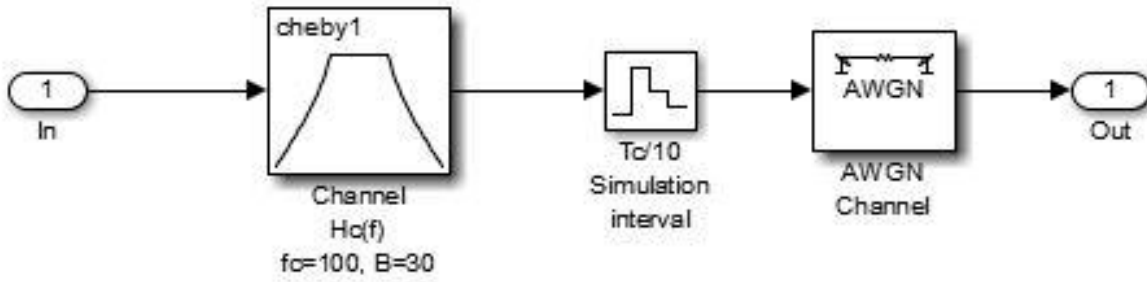 1
In
cheby1
Channel
Hc(f)
fc=100, B=30
Tc/10
Simulation
interval
AWGN
AWGN
Channel
1
Out